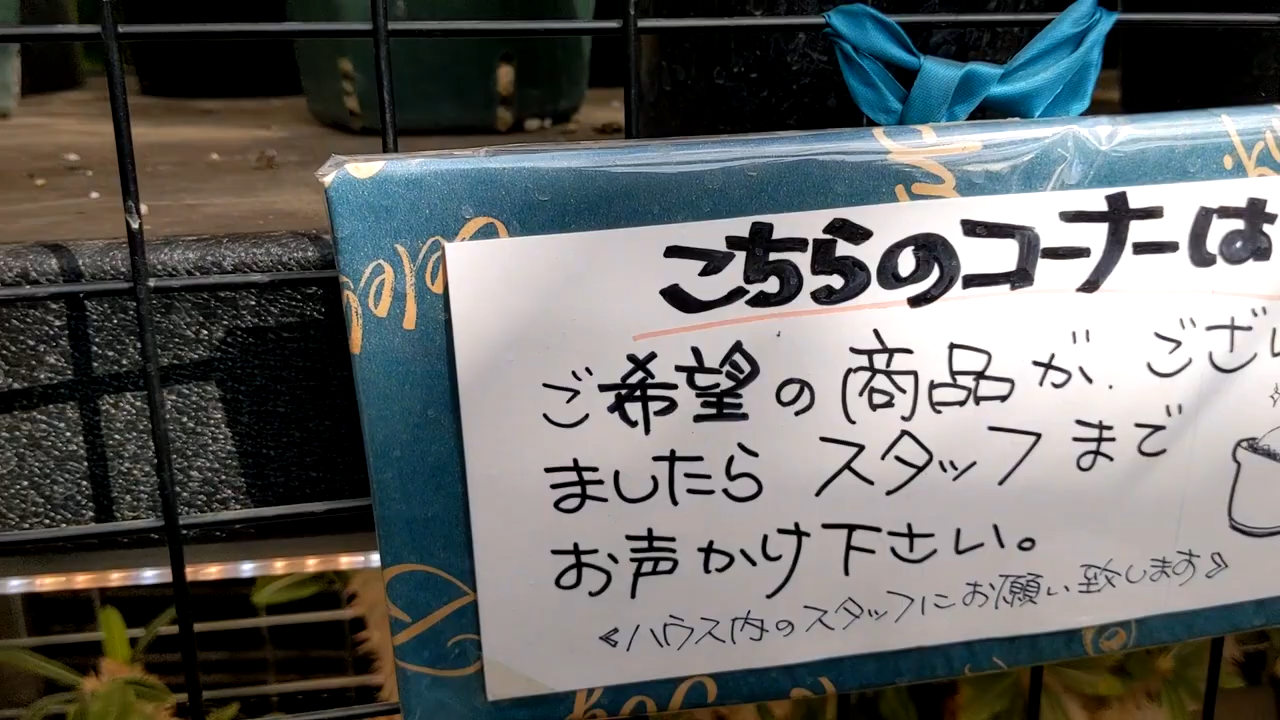 こちらのコーナーは
ご希望の商品が、ござい
ましたら スタッフまで
お声かけ下さい。
≪ハウス内のスタッフにお願い致します≫